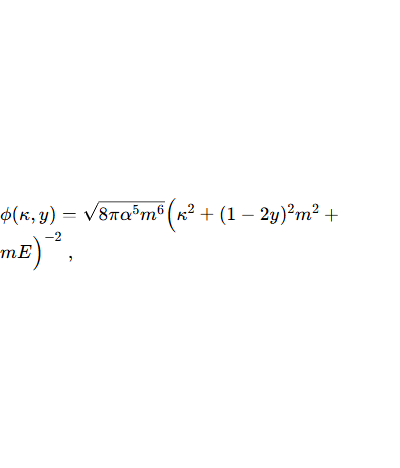 ϕ(κ, y) = √(8πα⁵m⁶)(κ² + (1 − 2y)²m² +
mE)⁻² ,